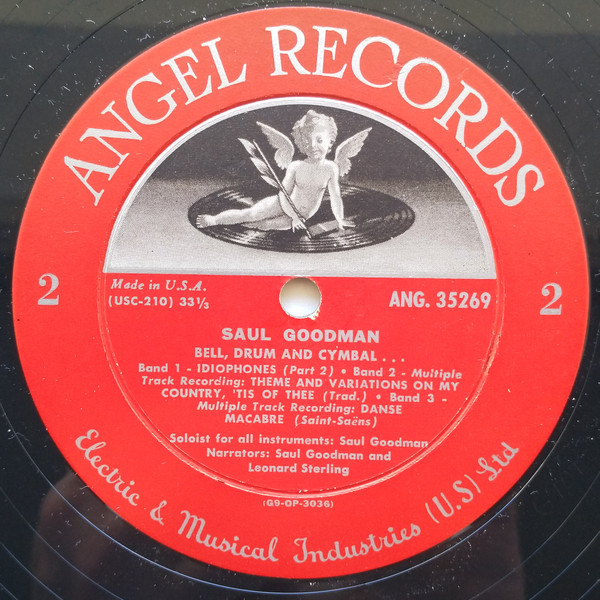 ANGEL RECORDS
2
2
Made in U.S.A.
(USC-210) 33⅓
ANG. 35269
SAUL GOODMAN
BELL, DRUM AND CYMBAL . . .
Band 1 - IDIOPHONES (Part 2) • Band 2 - Multiple
Track Recording: THEME AND VARIATIONS ON MY
COUNTRY, 'TIS OF THEE (Trad.) • Band 3 -
Multiple Track Recording: DANSE
MACABRE (Saint-Saëns)
Soloist for all instruments: Saul Goodman
Narrators: Saul Goodman and
Leonard Sterling
(G9-OP-3036)
Electric & Musical Industries (U.S) Ltd